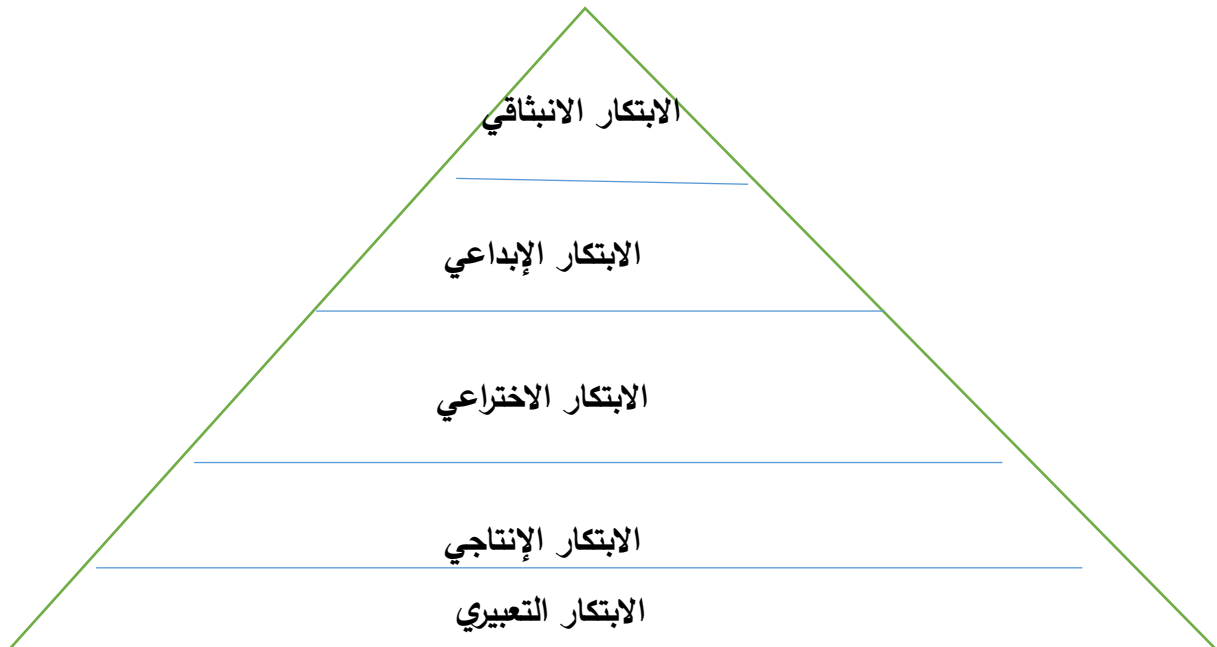 الابتكار الانبثاقي
الابتكار الإبداعي
الابتكار الاختراعي
الابتكار الإنتاجي
الابتكار التعبيري